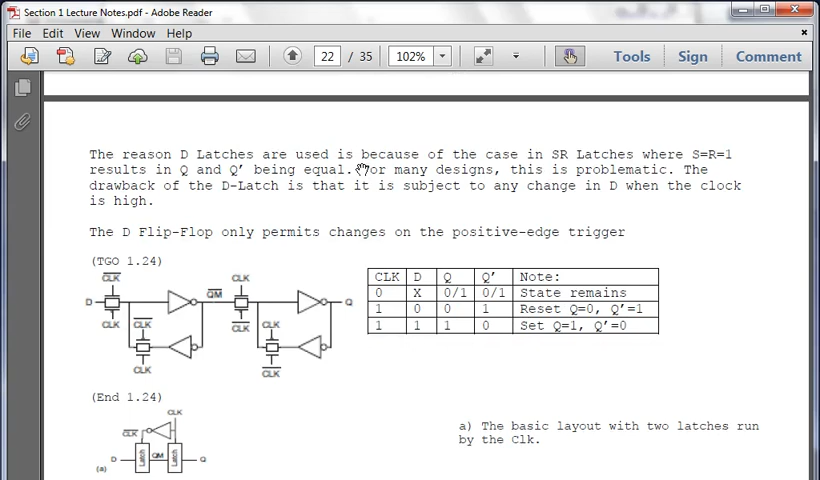 Section 1 Lecture Notes.pdf - Adobe Reader
File Edit View Window Help
22 / 35 102% Tools Sign Comment
The reason D Latches are used is because of the case in SR Latches where S=R=1
results in Q and Q' being equal. For many designs, this is problematic. The
drawback of the D-Latch is that it is subject to any change in D when the clock
is high.
The D Flip-Flop only permits changes on the positive-edge trigger
(TGO 1.24)
CLK CLK
D QM Q
CLK CLK CLK CLK
CLK CLK
CLK D Q Q' Note:
0 X 0/1 0/1 State remains
1 0 0 1 Reset Q=0, Q'=1
1 1 1 0 Set Q=1, Q'=0
(End 1.24)
CLK
CLK
D Latch QM Latch Q
(a)
a) The basic layout with two latches run
by the Clk.